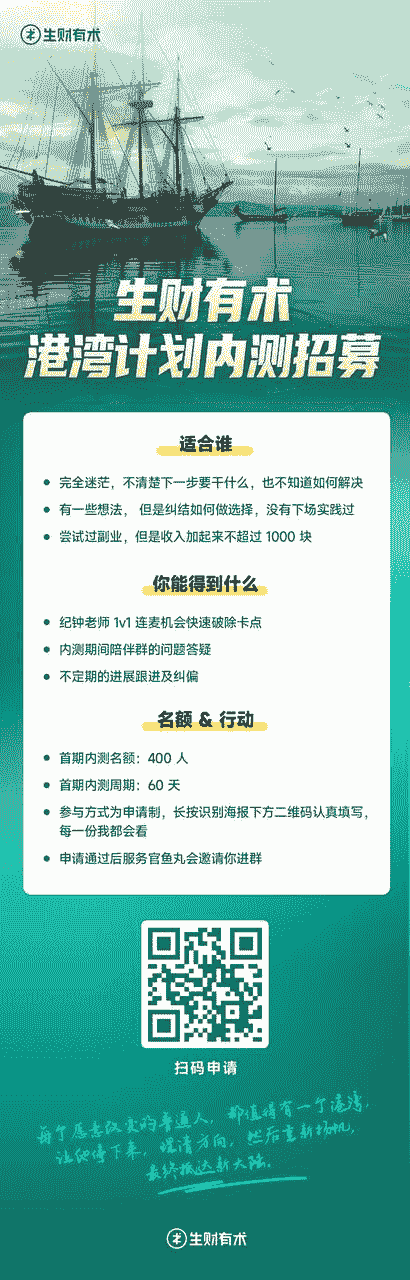 生财有术
生财有术
港湾计划内测招募
适合谁
完全迷茫，不清楚下一步要干什么，也不知道如何解决
有一些想法， 但是纠结如何做选择，没有下场实践过
尝试过副业，但是收入加起来不超过 1000 块
你能得到什么
纪钟老师 1v1 连麦机会快速破除卡点
内测期间陪伴群的问题答疑
不定期的进展跟进及纠偏
名额 & 行动
首期内测名额：400 人
首期内测周期：60 天
参与方式为申请制，长按识别海报下方二维码认真填写，
每一份我都会看
申请通过后服务官鱼丸会邀请你进群
扫码申请
每个愿意改变的普通人，都值得有一个港湾，
让他停下来，理清方向，然后重新扬帆，
最终抵达新大陆。
生财有术